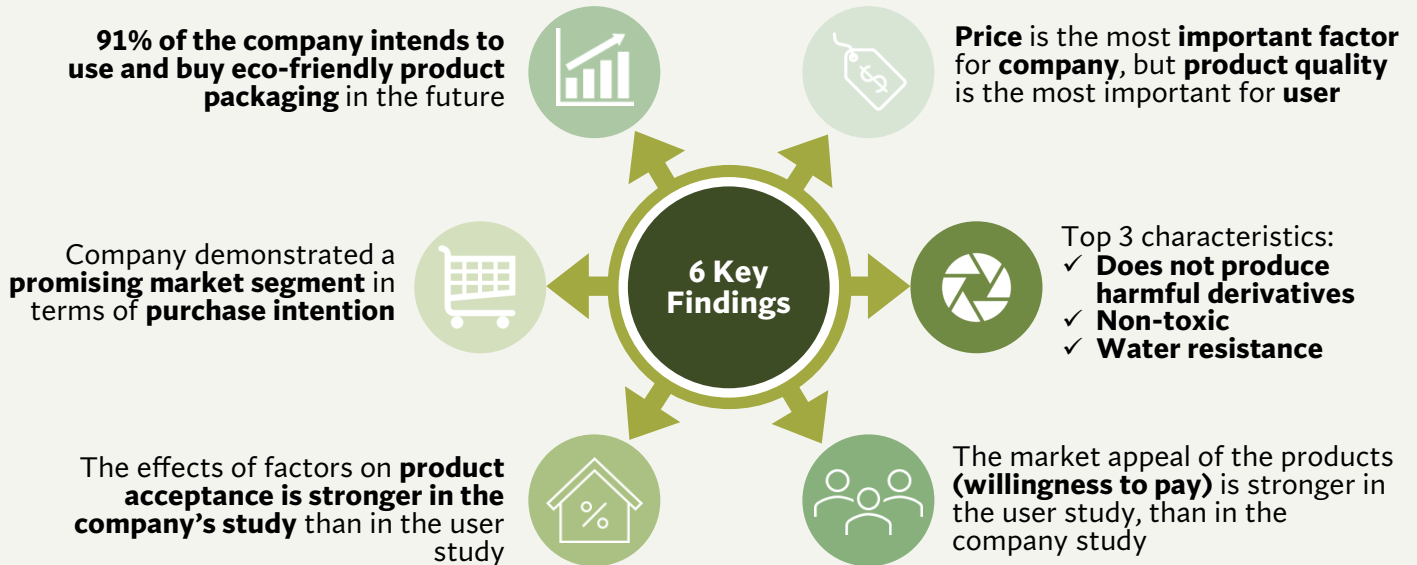 91% of the company intends to
use and buy eco-friendly product
packaging in the future
Price is the most important factor
for company, but product quality
is the most important for user
Company demonstrated a
promising market segment in
terms of purchase intention
6 Key
Findings
Top 3 characteristics:
✓ Does not produce
harmful derivatives
✓ Non-toxic
✓ Water resistance
The effects of factors on product
acceptance is stronger in the
company’s study than in the user
study
%
The market appeal of the products
(willingness to pay) is stronger in
the user study, than in the
company study
$